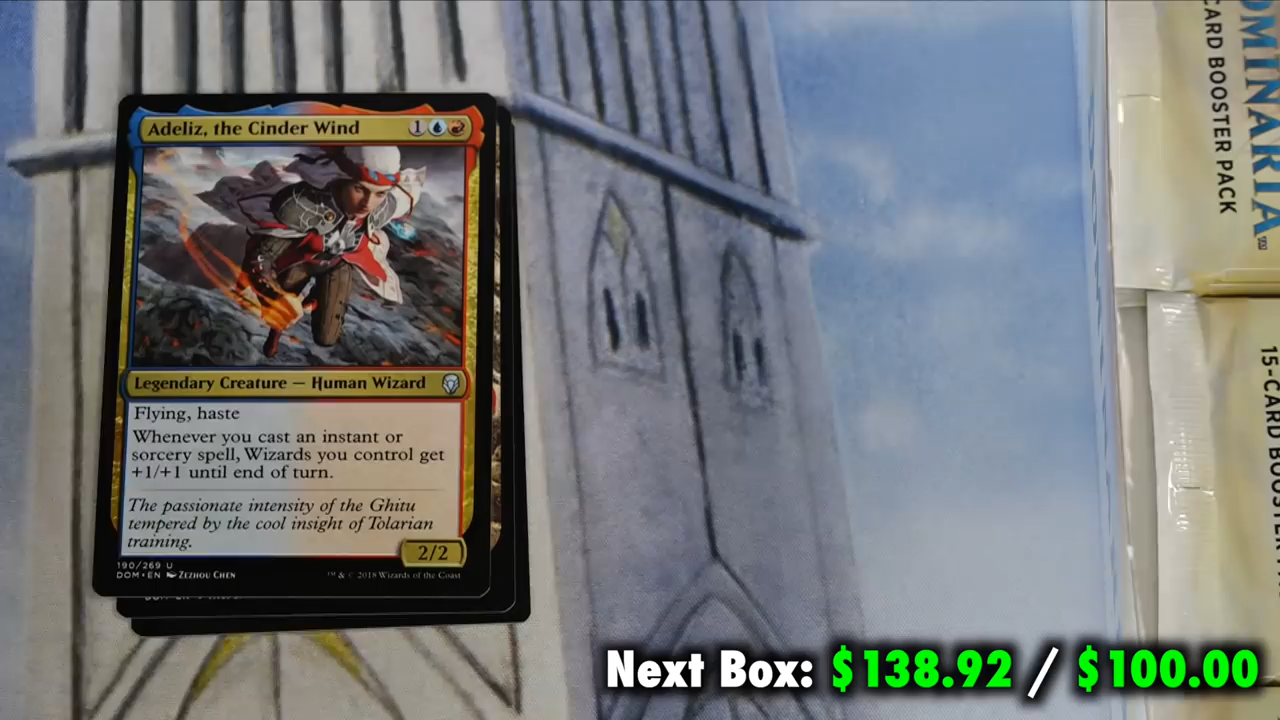 Adeliz, the Cinder Wind
1
Legendary Creature — Human Wizard
Flying, haste
Whenever you cast an instant or
sorcery spell, Wizards you control get
+1/+1 until end of turn.
The passionate intensity of the Ghitu
tempered by the cool insight of Tolarian
training.
2/2
190/269 U
DOM • EN Zezhou Chen
™ & © 2018 Wizards of the Coast
OMINARIA™
CARD BOOSTER PACK
15-CARD BOOSTER
Next Box: $138.92 / $100.00